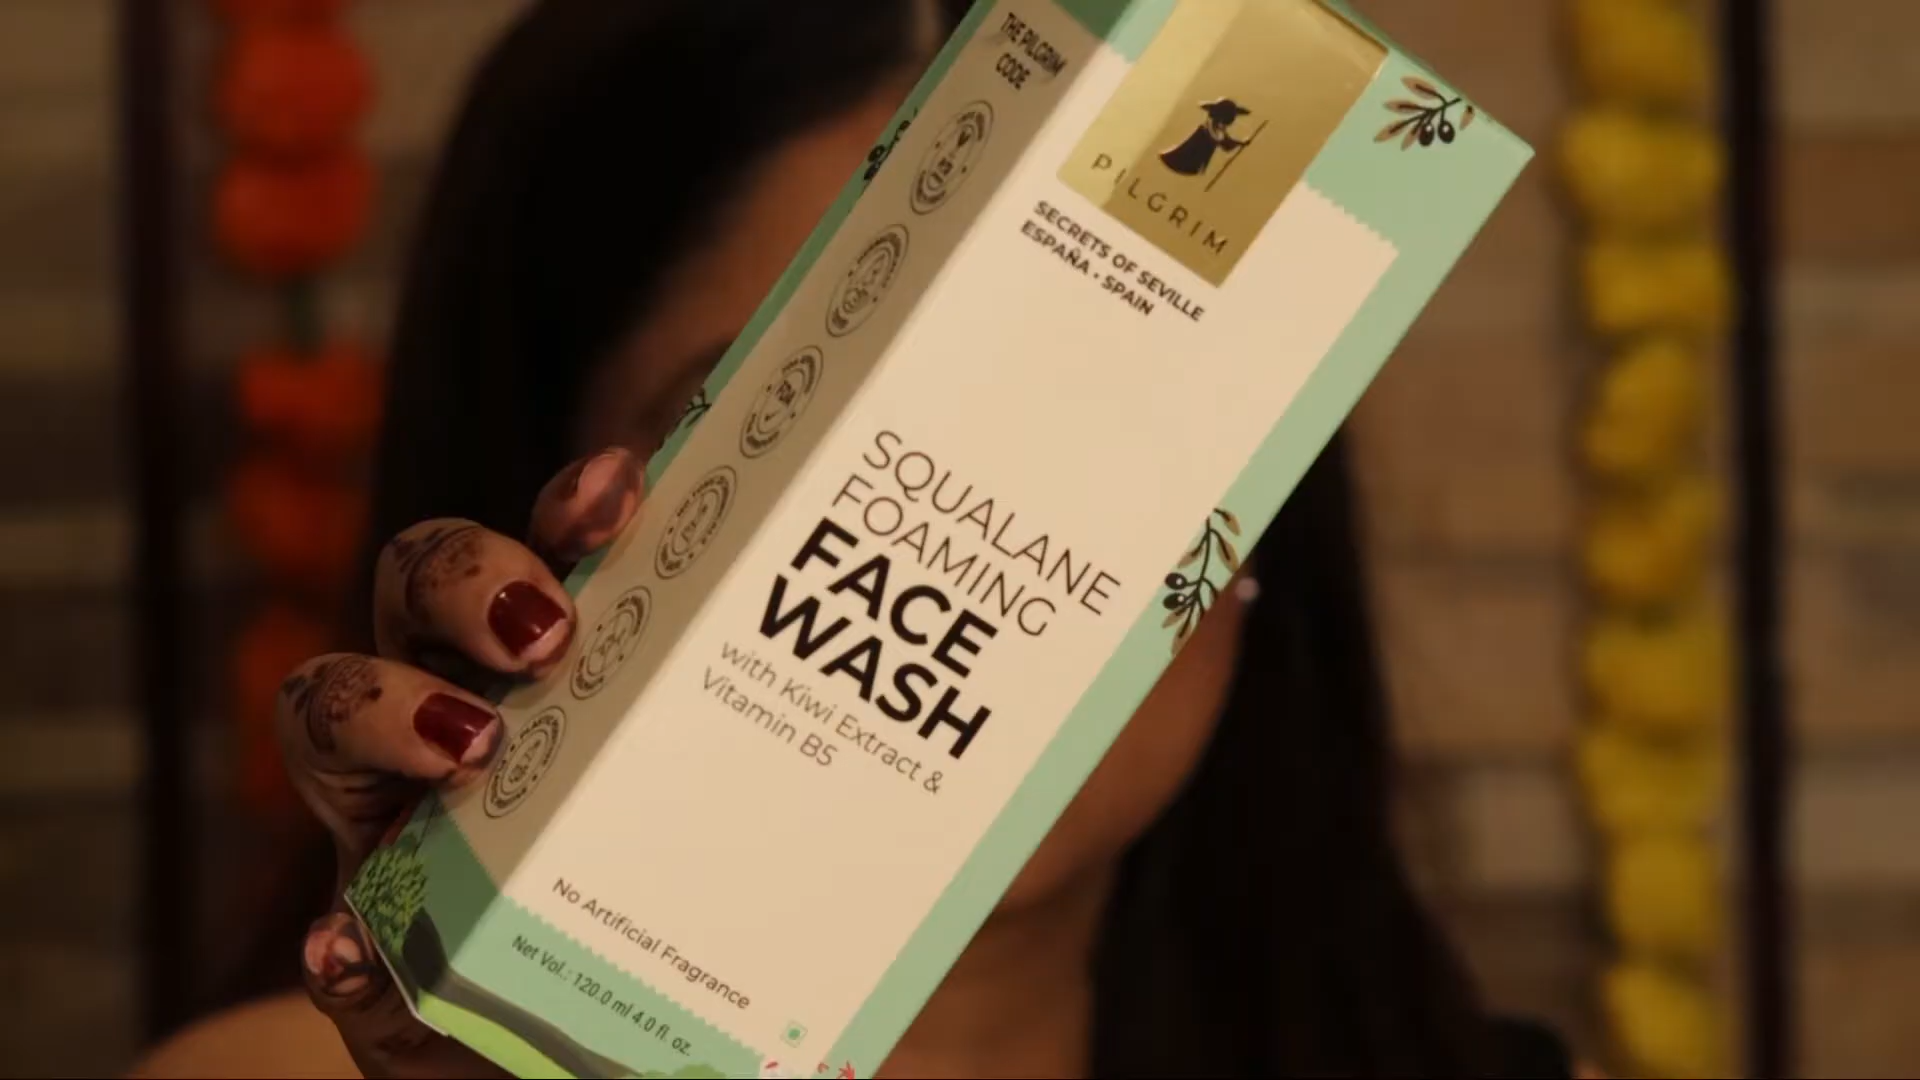 THE PILGRIM
CODE
PILGRIM
SECRETS OF SEVILLE
ESPAÑA • SPAIN
SQUALANE
FOAMING
FACE
WASH
with Kiwi Extract &
Vitamin B5
No Artificial Fragrance
Net Vol.: 120.0 ml 4.0 fl. oz.